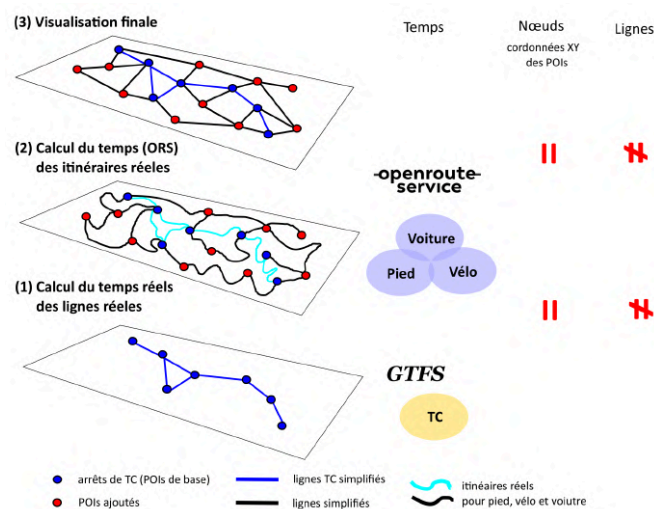 (3) Visualisation finale
Temps
Nœuds
Lignes
cordonnées XY
des POIs
(2) Calcul du temps (ORS)
des itinéraires réeles
openroute
service
Voiture
Pied
Vélo
(1) Calcul du temps réels
des lignes réeles
GTFS
TC
arrêts de TC (POIs de base)
lignes TC simplifiés
itinéaires réels
POIs ajoutés
lignes simplifiés
pour pied, vélo et voiutre